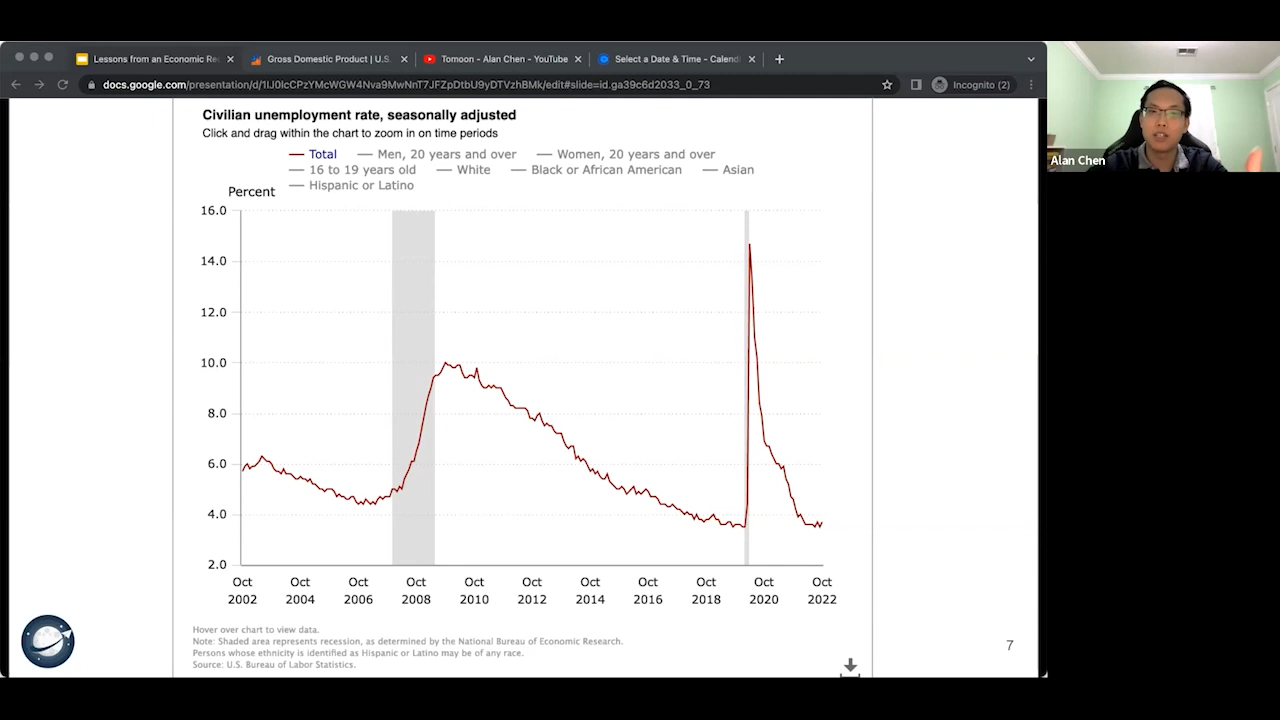 Lessons from an Economic Re
Gross Domestic Product | U.S.
Tomoon - Alan Chen - YouTube
Select a Date & Time - Calend
docs.google.com/presentation/d/1lJ0lcCPzYMcWGW4Nva9MwNnT7JFZpDtbU9yDTVzhBMk/edit#slide=id.ga39c6d2033_0_73
Incognito (2)
Alan Chen
Civilian unemployment rate, seasonally adjusted
Click and drag within the chart to zoom in on time periods
Total Men, 20 years and over Women, 20 years and over
16 to 19 years old White Black or African American Asian
Hispanic or Latino
Percent
16.0
14.0
12.0
10.0
8.0
6.0
4.0
2.0
Oct Oct Oct Oct Oct Oct Oct Oct Oct Oct Oct
2002 2004 2006 2008 2010 2012 2014 2016 2018 2020 2022
Hover over chart to view data.
Note: Shaded area represents recession, as determined by the National Bureau of Economic Research.
Persons whose ethnicity is identified as Hispanic or Latino may be of any race.
Source: U.S. Bureau of Labor Statistics.
7